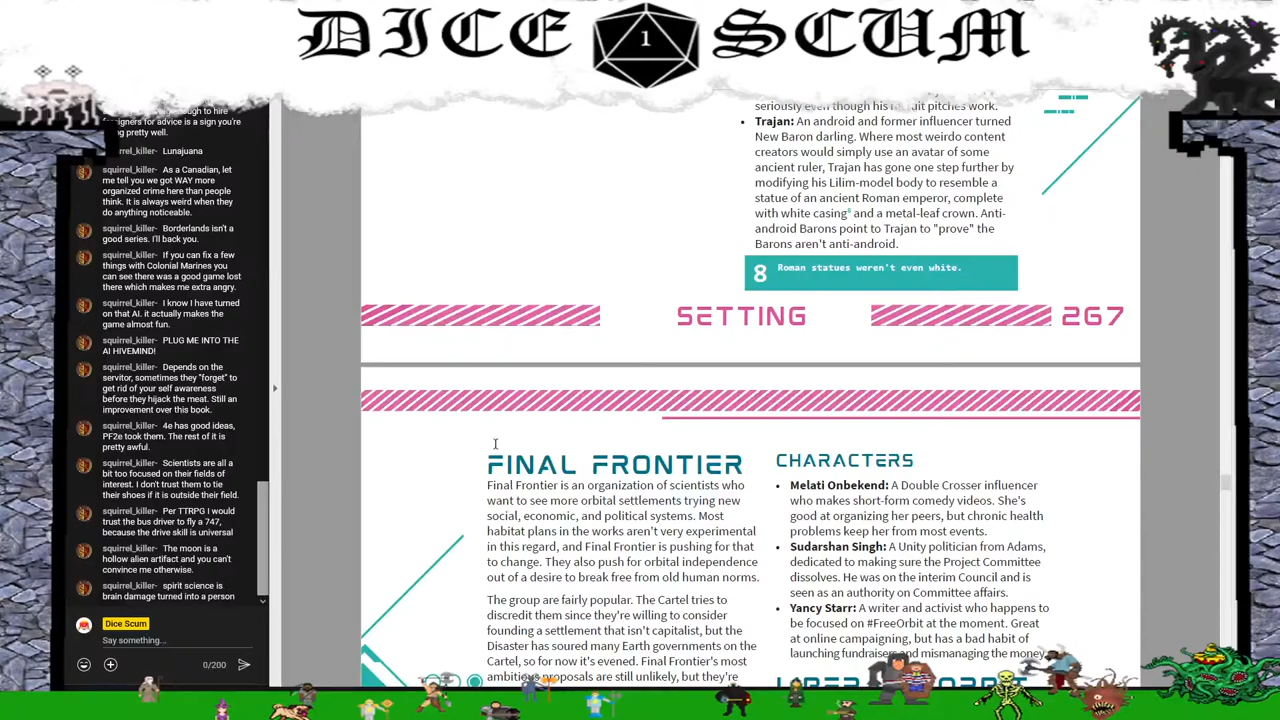 DICE 1 SCUM
ough to hire
eigners for advice is a sign you're
ng pretty well.
squirrel_killer- Lunajuana
squirrel_killer- As a Canadian, let
me tell you we got WAY more
organized crime here than people
think. It is always weird when they
do anything noticeable.
squirrel_killer- Borderlands isn't a
good series. I'll back you.
squirrel_killer- If you can fix a few
things with Colonial Marines you
can see there was a good game lost
there which makes me extra angry.
squirrel_killer- I know I have turned
on that AI. it actually makes the
game almost fun.
squirrel_killer- PLUG ME INTO THE
AI HIVEMIND!
squirrel_killer- Depends on the
servitor, sometimes they "forget" to
get rid of your self awareness
before they hijack the meat. Still an
improvement over this book.
squirrel_killer- 4e has good ideas,
PF2e took them. The rest of it is
pretty awful.
squirrel_killer- Scientists are all a
bit too focused on their fields of
interest. I don't trust them to tie
their shoes if it is outside their field.
squirrel_killer- Per TTRPG I would
trust the bus driver to fly a 747,
because the drive skill is universal
squirrel_killer- The moon is a
hollow alien artifact and you can't
convince me otherwise.
squirrel_killer- spirit science is
brain damage turned into a person
Dice Scum
Say something...
0/200
seriously even though his pitches work.
• Trajan: An android and former influencer turned
New Baron darling. Where most weirdo content
creators would simply use an avatar of some
ancient ruler, Trajan has gone one step further by
modifying his Lilim-model body to resemble a
statue of an ancient Roman emperor, complete
with white casing8 and a metal-leaf crown. Anti-
android Barons point to Trajan to "prove" the
Barons aren't anti-android.
8 Roman statues weren't even white.
SETTING 267
FINAL FRONTIER
Final Frontier is an organization of scientists who
want to see more orbital settlements trying new
social, economic, and political systems. Most
habitat plans in the works aren't very experimental
in this regard, and Final Frontier is pushing for that
to change. They also push for orbital independence
out of a desire to break free from old human norms.
The group are fairly popular. The Cartel tries to
discredit them since they're willing to consider
founding a settlement that isn't capitalist, but the
Disaster has soured many Earth governments on the
Cartel, so for now it's evened. Final Frontier's most
ambitious proposals are still unlikely, but they're
CHARACTERS
• Melati Onbekend: A Double Crosser influencer
who makes short-form comedy videos. She's
good at organizing her peers, but chronic health
problems keep her from most events.
• Sudarshan Singh: A Unity politician from Adams,
dedicated to making sure the Project Committee
dissolves. He was on the interim Council and is
seen as an authority on Committee affairs.
• Yancy Starr: A writer and activist who happens to
be focused on #FreeOrbit at the moment. Great
at online campaigning, but has a bad habit of
launching fundraisers and mismanaging the money.